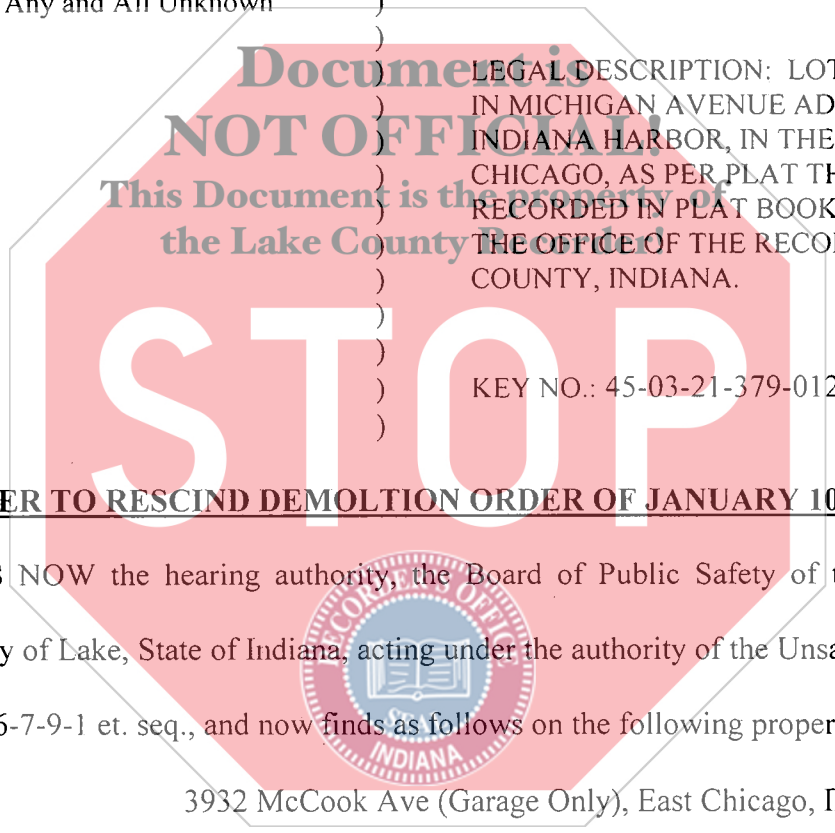 Any and All Unknown )
)
Document is
NOT OFFICIAL!
This Document is the property of
the Lake County Recorder!
) LEGAL DESCRIPTION: LOT
) IN MICHIGAN AVENUE AD
) INDIANA HARBOR, IN THE
) CHICAGO, AS PER PLAT TH
) RECORDED IN PLAT BOOK
) THE OFFICE OF THE RECO
) COUNTY, INDIANA.
)
)
) KEY NO.: 45-03-21-379-012
)
STOP
ER TO RESCIND DEMOLTION ORDER OF JANUARY 10
S NOW the hearing authority, the Board of Public Safety of t
y of Lake, State of Indiana, acting under the authority of the Unsa
6-7-9-1 et. seq., and now finds as follows on the following proper
RECORDER'S OFFICE
SEAL
INDIANA
3932 McCook Ave (Garage Only), East Chicago, I